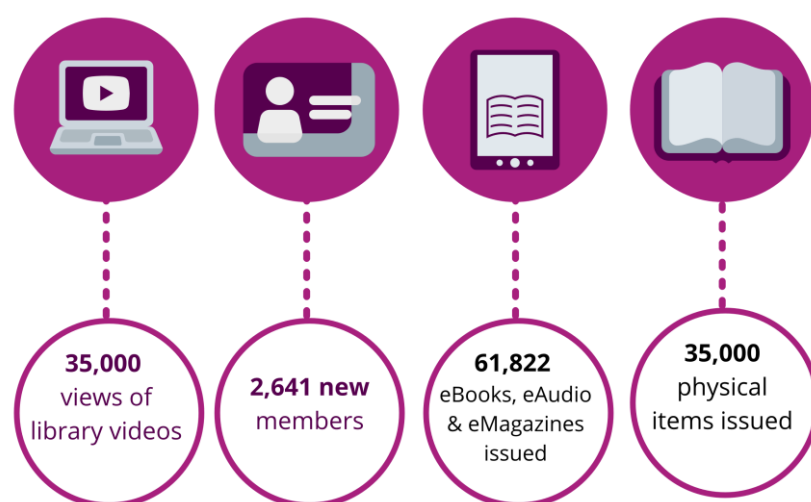 35,000
views of
library videos
2,641 new
members
61,822
eBooks, eAudio
& eMagazines
issued
35,000
physical
items issued